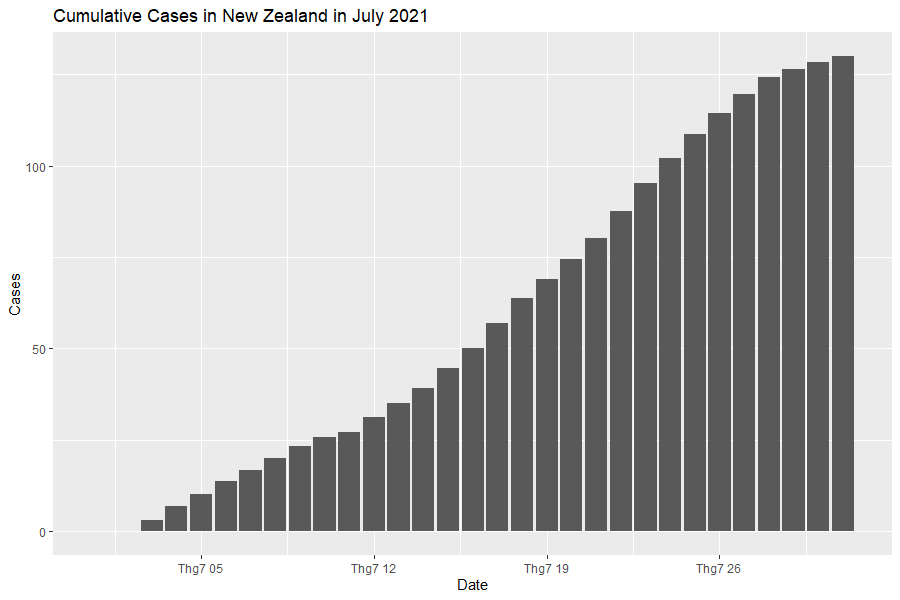 Cumulative Cases in New Zealand in July 2021
100
50
0
Cases
Thg7 05
Thg7 12
Thg7 19
Thg7 26
Date